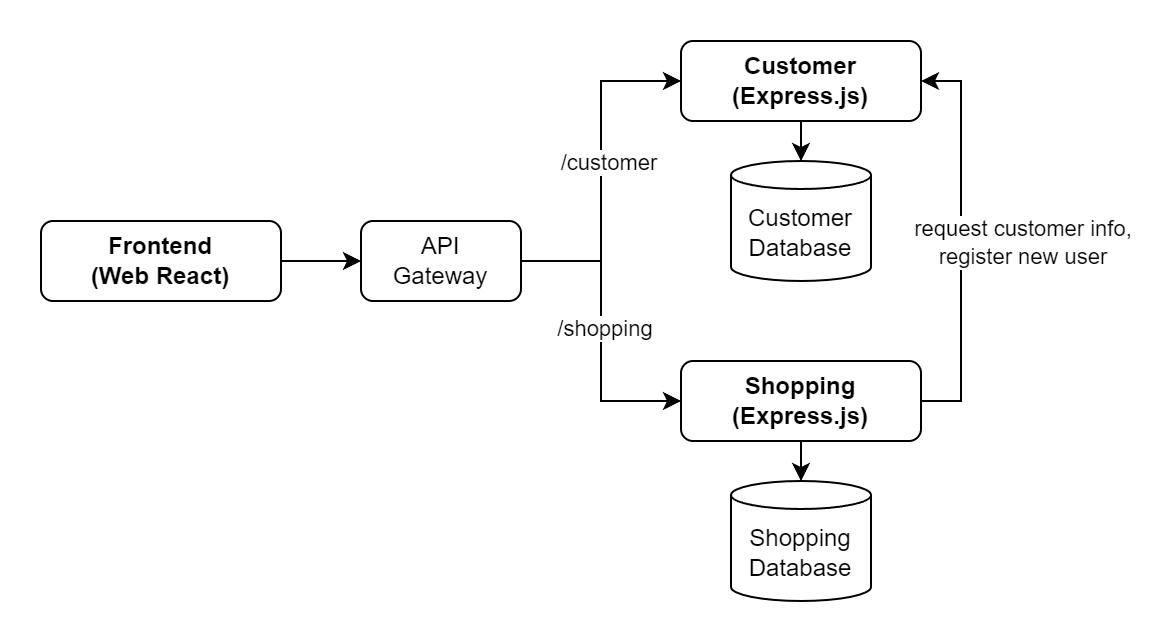 Customer
(Express.js)
/customer
Customer
Database
request customer info,
register new user
Frontend
(Web React)
API
Gateway
/shopping
Shopping
(Express.js)
Shopping
Database